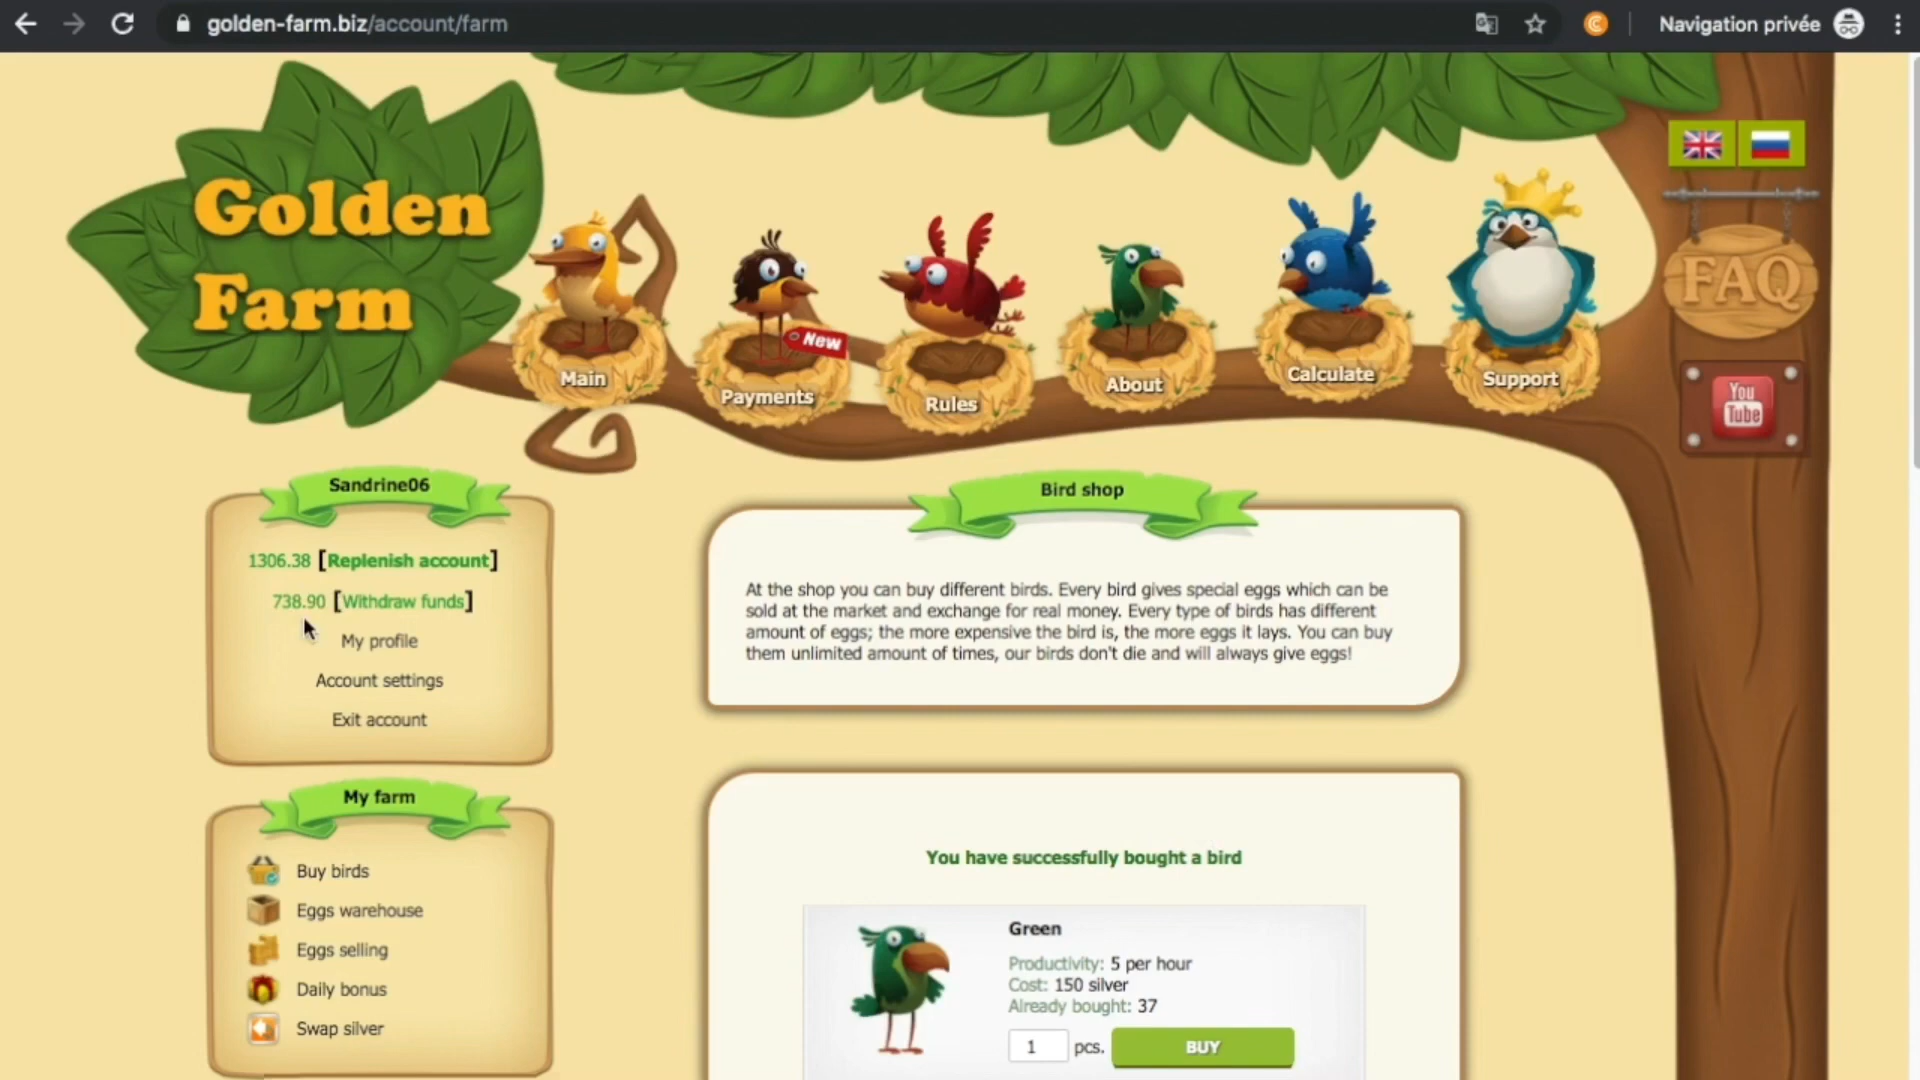 golden-farm.biz/account/farm
Navigation privée
Golden
Farm
Main
Payments
New
Rules
About
Calculate
Support
FAQ
You
Tube
Sandrine06
1306.38 [Replenish account]
738.90 [Withdraw funds]
My profile
Account settings
Exit account
My farm
Buy birds
Eggs warehouse
Eggs selling
Daily bonus
Swap silver
Bird shop
At the shop you can buy different birds. Every bird gives special eggs which can be
sold at the market and exchange for real money. Every type of birds has different
amount of eggs; the more expensive the bird is, the more eggs it lays. You can buy
them unlimited amount of times, our birds don't die and will always give eggs!
You have successfully bought a bird
Green
Productivity: 5 per hour
Cost: 150 silver
Already bought: 37
1 pcs. BUY